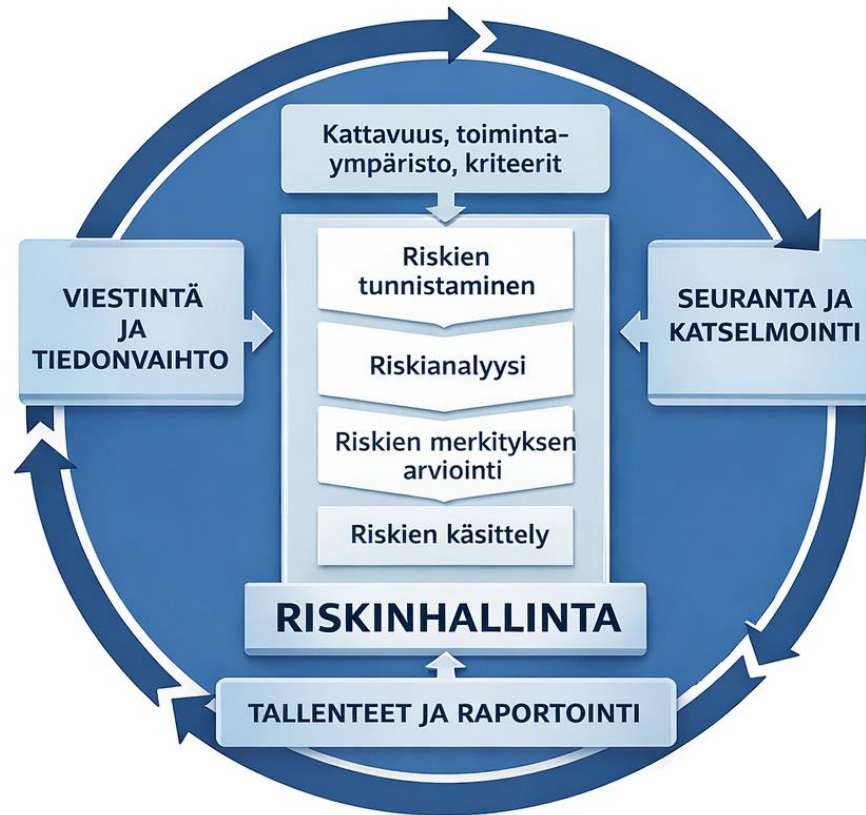 Kattavuus, toiminta-
ympäristo, kriteerit
Riskien
tunnistaminen
Riskianalyysi
Riskien merkityksen
arviointi
Riskien käsittely
RISKINHALLINTA
VIESTINTÄ
JA
TIEDONVAIHTO
SEURANTA JA
KATSELMOINTI
TALLENTEET JA RAPORTOINTI